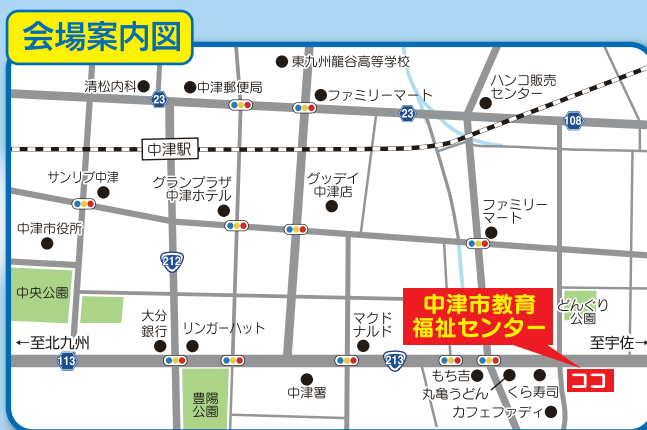 会場案内図
東九州龍谷高等学校
清松内科
中津郵便局
ファミリーマート
ハンコ販売
センター
23
23
108
中津駅
サンリブ中津
グランプラザ
中津ホテル
グッデイ
中津店
ファミリー
マート
中津市役所
212
中央公園
大分
銀行
リンガーハット
マクド
ナルド
中津市教育
福祉センター
どんぐり
公園
←至北九州
至宇佐→
113
213
ココ
豊陽
公園
中津署
もち吉
丸亀うどん
くら寿司
カフェファディ